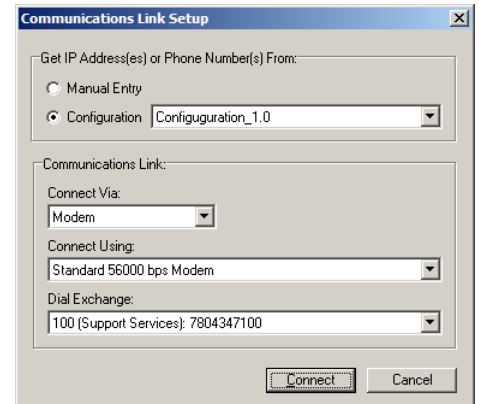 Communications Link Setup
Get IP Address(es) or Phone Number(s) From:
Manual Entry
Configuration Configuguration_1.0
Communications Link:
Connect Via:
Modem
Connect Using:
Standard 56000 bps Modem
Dial Exchange:
100 (Support Services): 7804347100
Connect Cancel